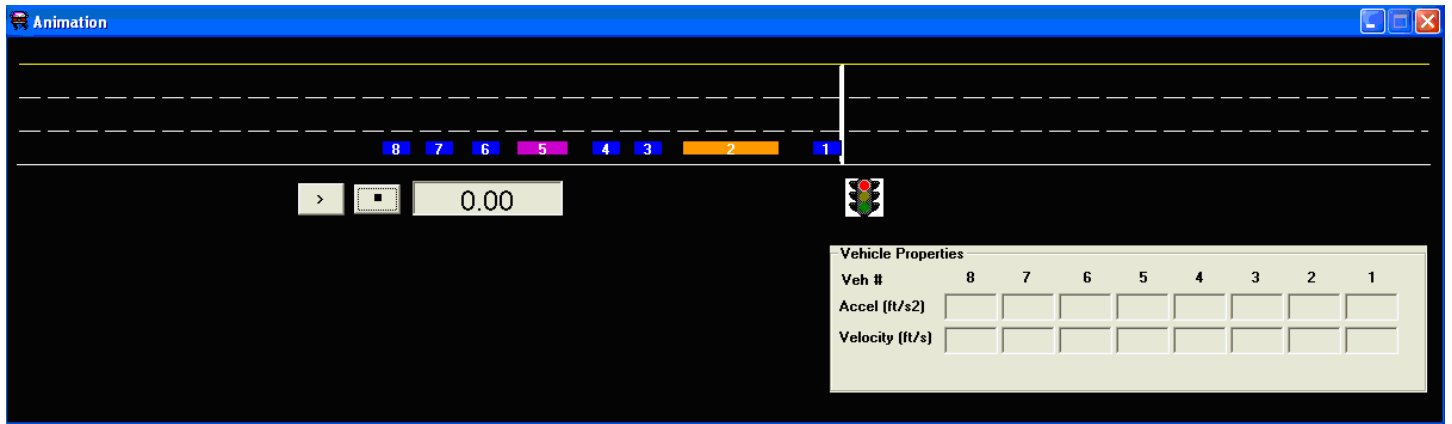 Animation
8 7 6 5 4 3 2 1
> 0.00
Vehicle Properties
Veh # 8 7 6 5 4 3 2 1
Accel (ft/s2)
Velocity (ft/s)